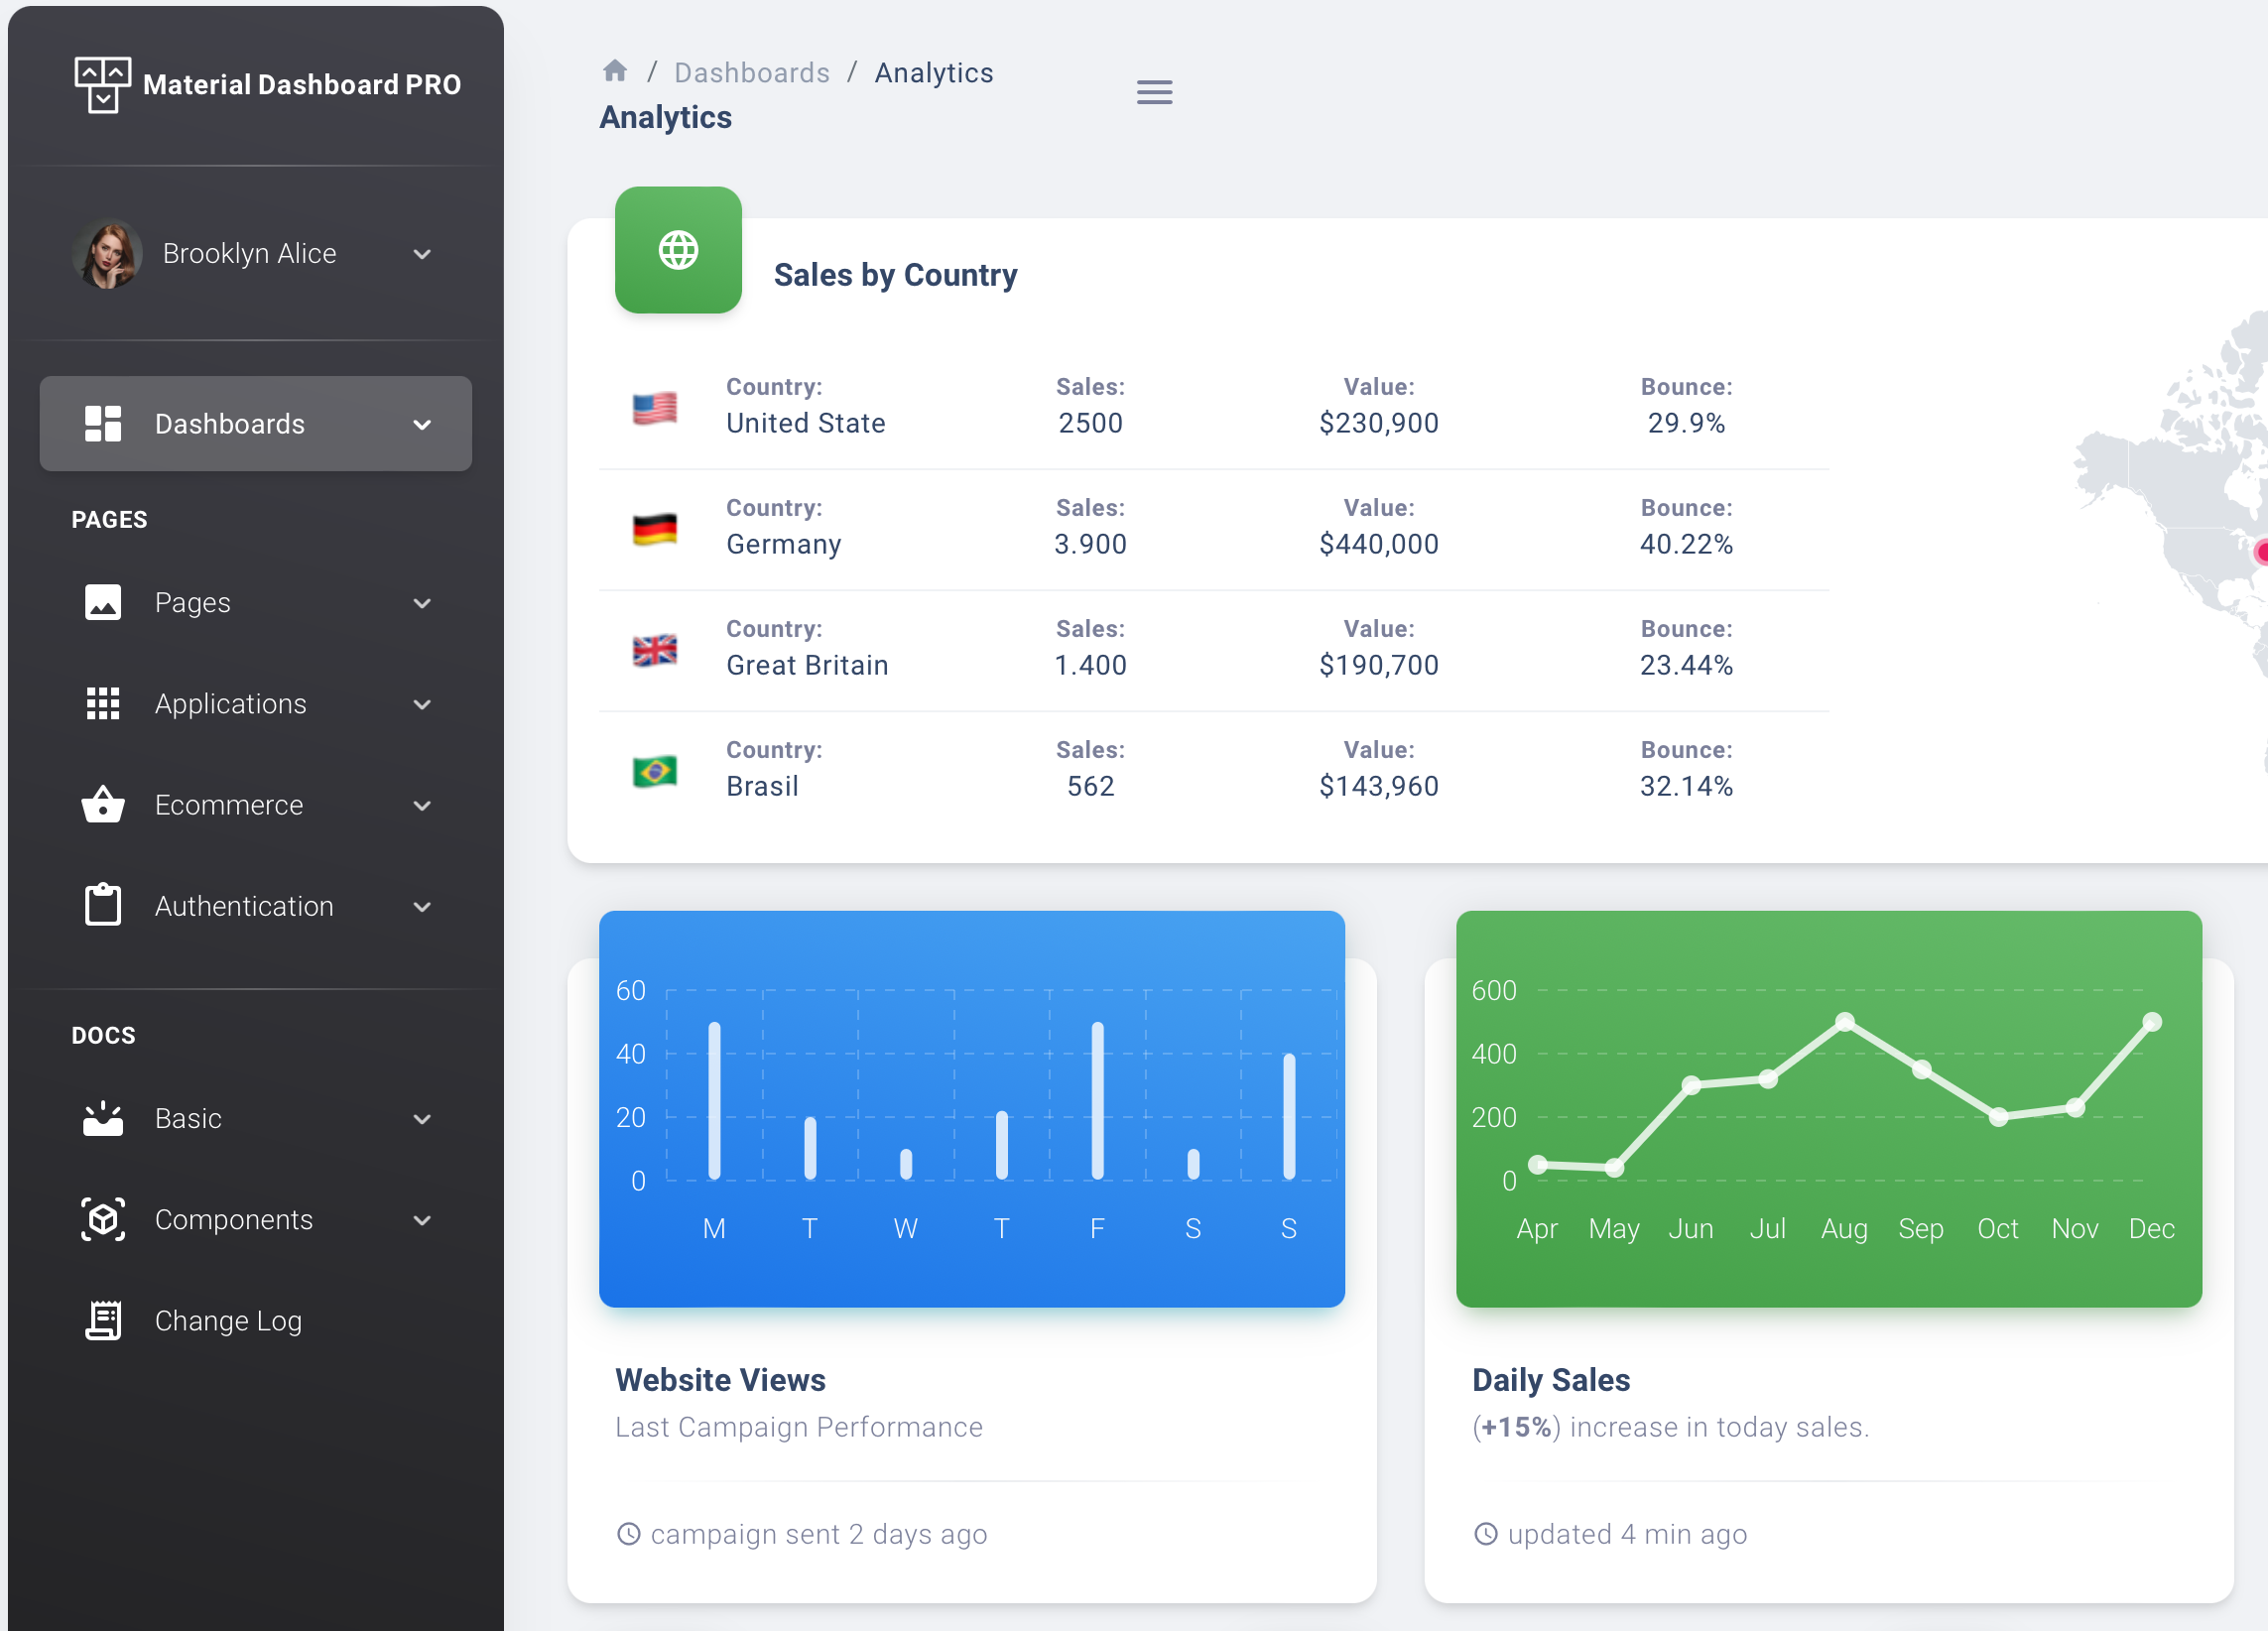 Material Dashboard PRO
Brooklyn Alice
Dashboards
PAGES
Pages
Applications
Ecommerce
Authentication
DOCS
Basic
Components
Change Log
/ Dashboards / Analytics
Analytics
Sales by Country
Country: Sales: Value: Bounce:
United State 2500 $230,900 29.9%
Country: Sales: Value: Bounce:
Germany 3.900 $440,000 40.22%
Country: Sales: Value: Bounce:
Great Britain 1.400 $190,700 23.44%
Country: Sales: Value: Bounce:
Brasil 562 $143,960 32.14%
60
40
20
0
M T W T F S S
Website Views
Last Campaign Performance
campaign sent 2 days ago
600
400
200
0
Apr May Jun Jul Aug Sep Oct Nov Dec
Daily Sales
(+15%) increase in today sales.
updated 4 min ago